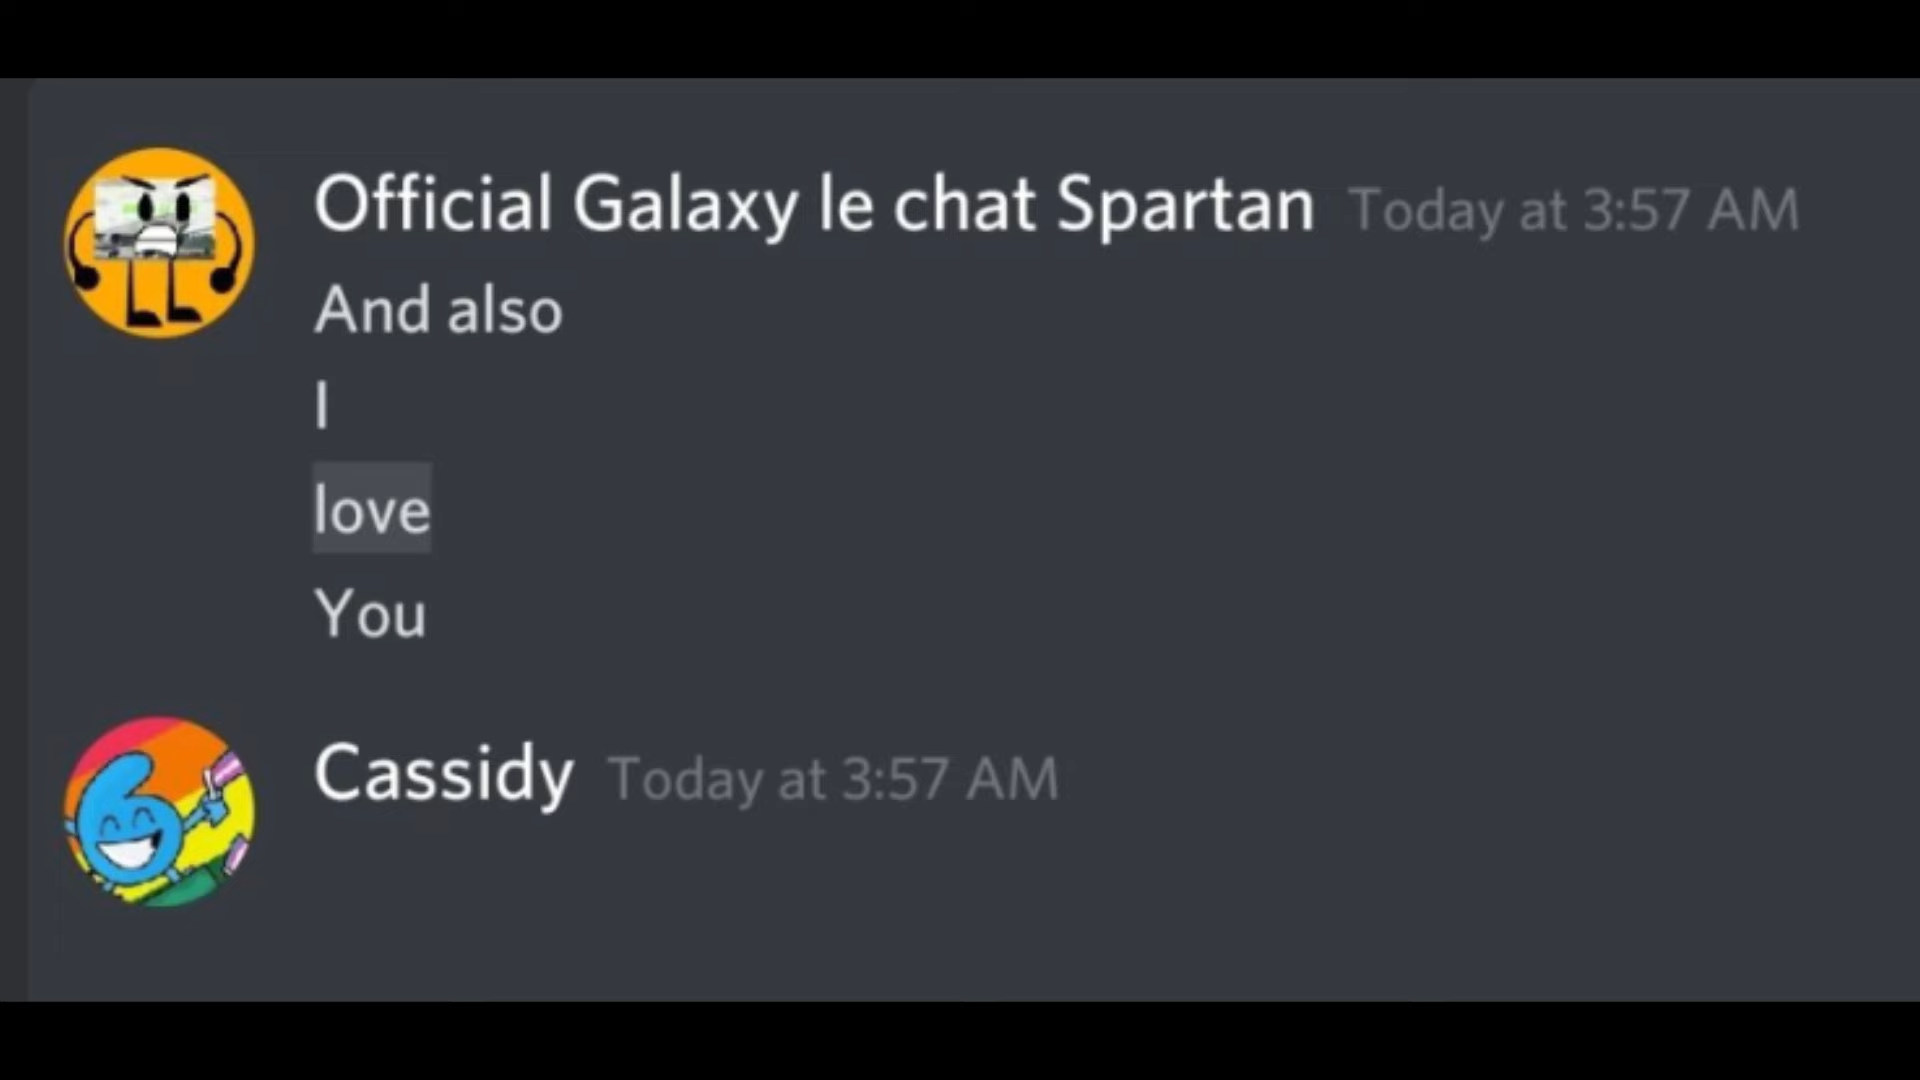 Official Galaxy le chat Spartan Today at 3:57 AM
And also
I
love
You
Cassidy Today at 3:57 AM